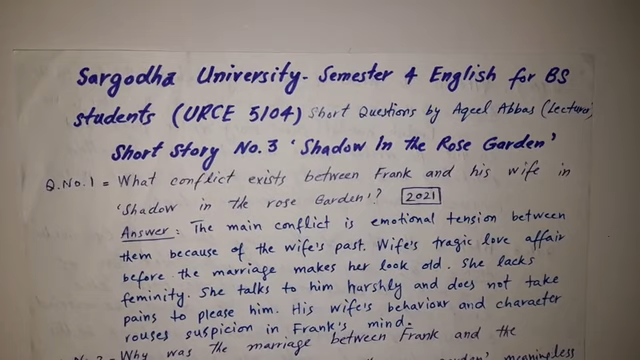 Sargodha University - Semester 4 English for BS
students (URCE 5104) Short Questions by Aqeel Abbas (Lecturer)
Short Story No. 3 'Shadow In the Rose Garden'
Q.No.1 = What conflict exists between Frank and his wife in
'Shadow in the rose Garden'? 2021
Answer: The main conflict is emotional tension between
them because of the wife's past. Wife's tragic love affair
before the marriage makes her look old. She lacks
feminity. She talks to him harshly and does not take
pains to please him. His wife's behaviour and character
rouses suspicion in Frank's mind.
No. 2 = Why was the marriage between Frank and the
meaningless